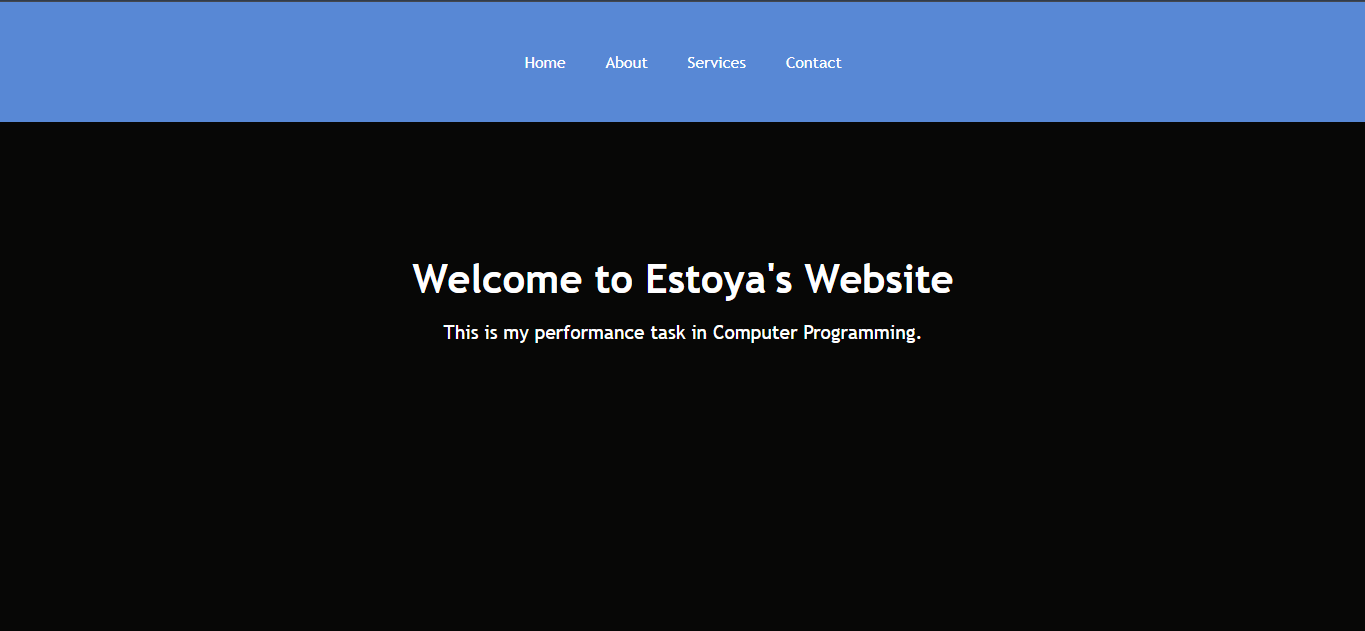 Home About Services Contact
Welcome to Estoya's Website
This is my performance task in Computer Programming.